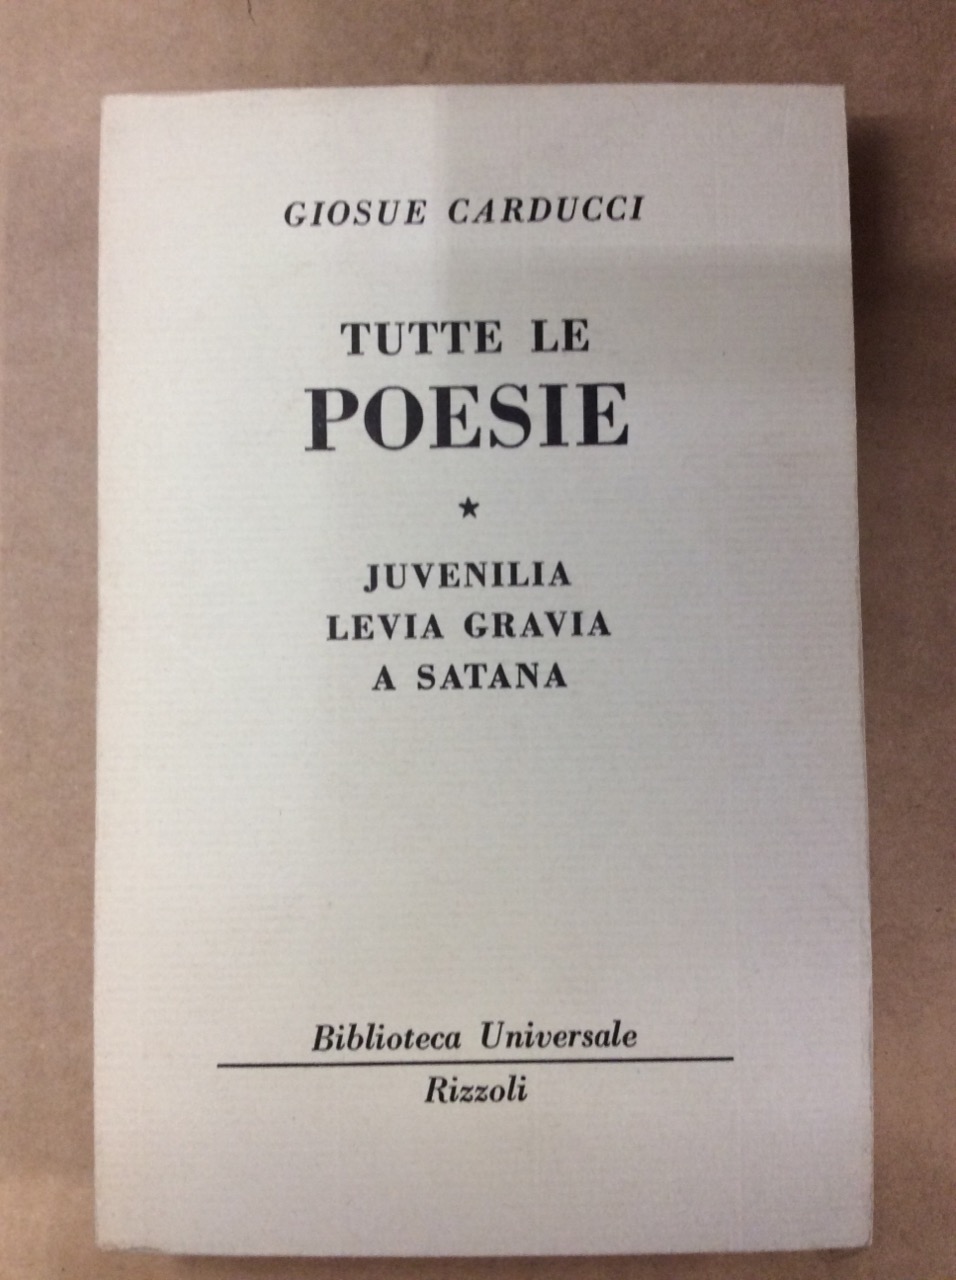 GIOSUE CARDUCCI
TUTTE LE
POESIE
★
JUVENILIA
LEVIA GRAVIA
A SATANA
Biblioteca Universale
Rizzoli